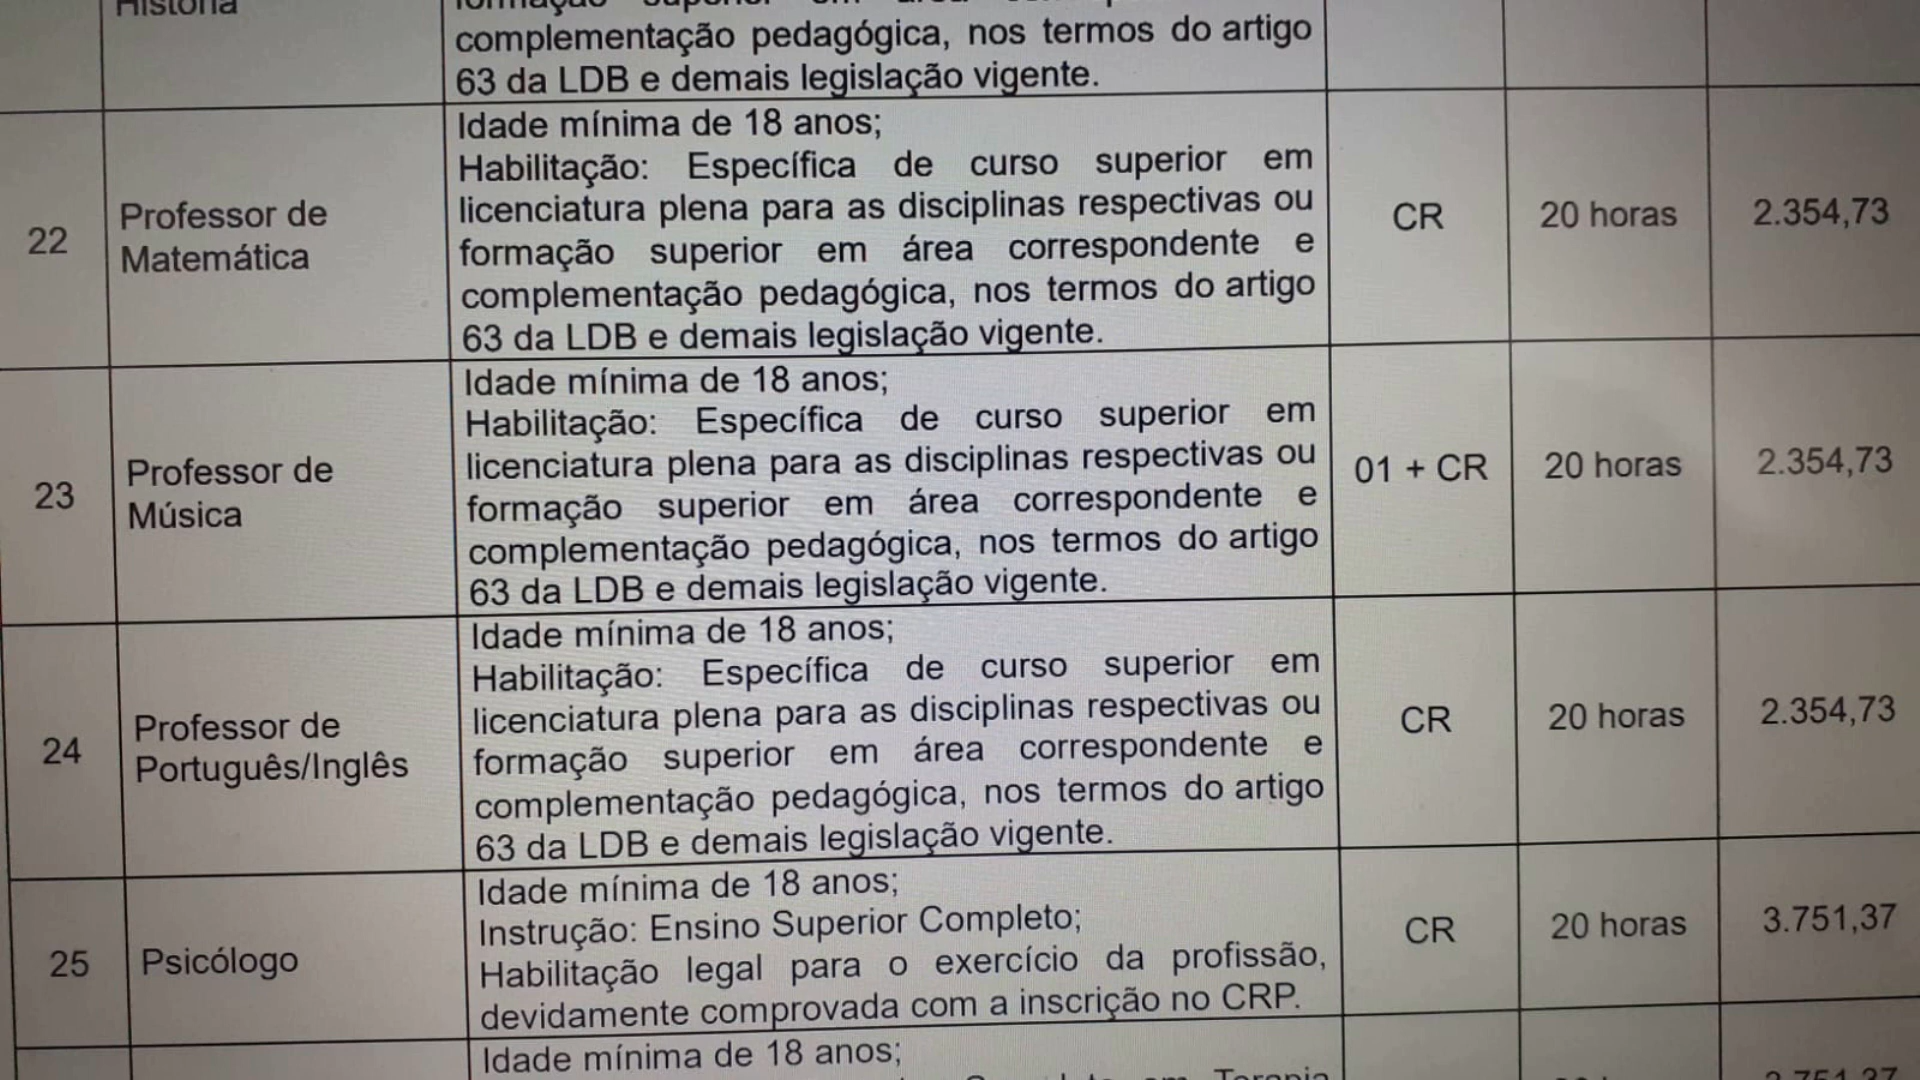 História
complementação pedagógica, nos termos do artigo
63 da LDB e demais legislação vigente.
22
Professor de
Matemática
Idade mínima de 18 anos;
Habilitação: Específica de curso superior em
licenciatura plena para as disciplinas respectivas ou
formação superior em área correspondente e
complementação pedagógica, nos termos do artigo
63 da LDB e demais legislação vigente.
CR
20 horas
2.354,73
23
Professor de
Música
Idade mínima de 18 anos;
Habilitação: Específica de curso superior em
licenciatura plena para as disciplinas respectivas ou
formação superior em área correspondente e
complementação pedagógica, nos termos do artigo
63 da LDB e demais legislação vigente.
01 + CR
20 horas
2.354,73
24
Professor de
Português/Inglês
Idade mínima de 18 anos;
Habilitação: Específica de curso superior em
licenciatura plena para as disciplinas respectivas ou
formação superior em área correspondente e
complementação pedagógica, nos termos do artigo
63 da LDB e demais legislação vigente.
CR
20 horas
2.354,73
25
Psicólogo
Idade mínima de 18 anos;
Instrução: Ensino Superior Completo;
Habilitação legal para o exercício da profissão,
devidamente comprovada com a inscrição no CRP.
CR
20 horas
3.751,37
Idade mínima de 18 anos;